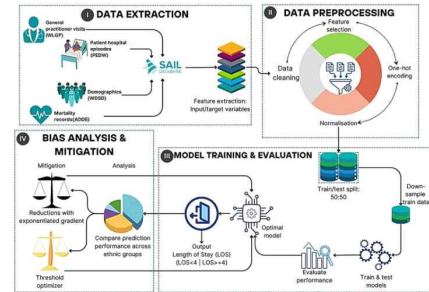 I
DATA EXTRACTION
General
practitioner visits
(WLGP)
Patient hospital
episodes
(PEDW)
Demographics
(WDSD)
Mortality
records(ADDE)
SAIL
DATABANK
Feature extraction:
Input/target variables
II
DATA PREPROCESSING
Feature
selection
Data
cleaning
One-hot
encoding
Normalisation
IV
BIAS ANALYSIS &
MITIGATION
Mitigation
Analysis
Reductions with
exponentiated gradient
Threshold
optimizer
Compare prediction
performance across
ethnic groups
III
MODEL TRAINING & EVALUATION
Output
Length of Stay (LOS)
(LOS<4 | LOS>=4)
Optimal
model
Train/test split:
50:50
Down-
sample
train data
Evaluate
performance
Train & test
models